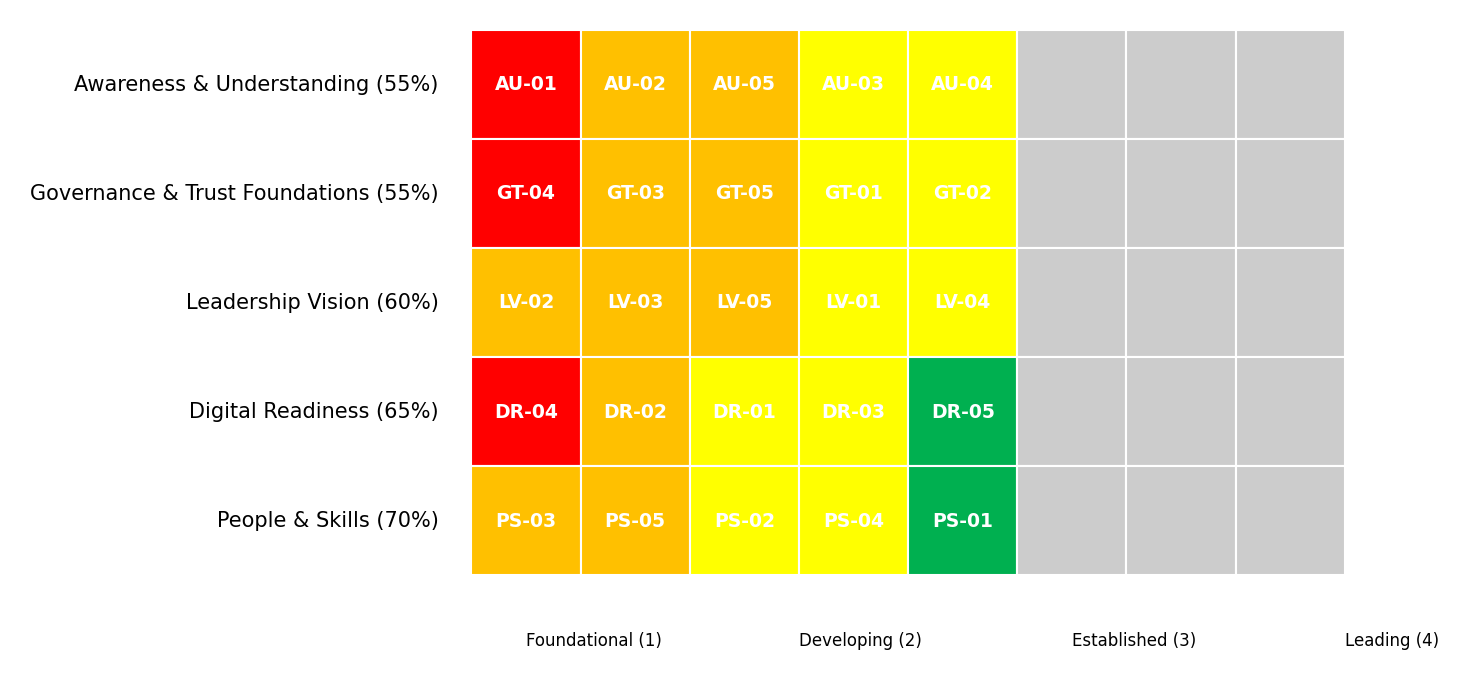 Awareness & Understanding (55%) AU-01 AU-02 AU-05 AU-03 AU-04
Governance & Trust Foundations (55%) GT-04 GT-03 GT-05 GT-01 GT-02
Leadership Vision (60%) LV-02 LV-03 LV-05 LV-01 LV-04
Digital Readiness (65%) DR-04 DR-02 DR-01 DR-03 DR-05
People & Skills (70%) PS-03 PS-05 PS-02 PS-04 PS-01
Foundational (1) Developing (2) Established (3) Leading (4)